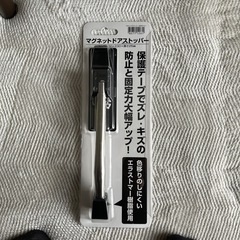 マグネットドアストッパー
保護テープでズレ・キズの
防止と固定力大幅アップ！
色移りのしにくい
エラストマー樹脂使用